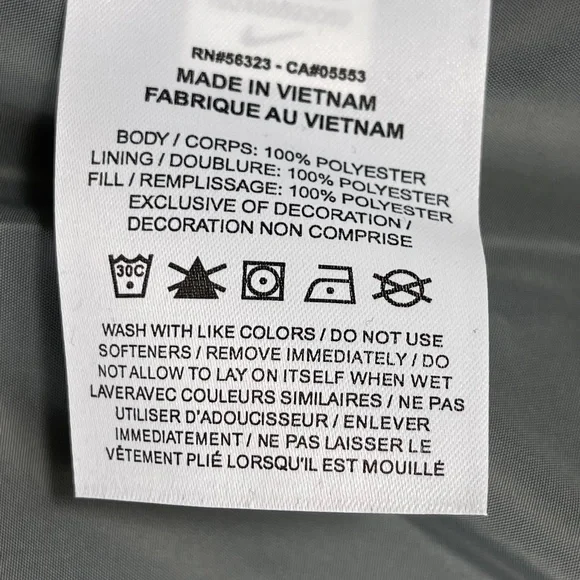 RN#56323 - CA#05553
MADE IN VIETNAM
FABRIQUE AU VIETNAM
BODY / CORPS: 100% POLYESTER
LINING / DOUBLURE: 100% POLYESTER
FILL / REMPLISSAGE: 100% POLYESTER
EXCLUSIVE OF DECORATION /
DECORATION NON COMPRISE
30C
WASH WITH LIKE COLORS / DO NOT USE
SOFTENERS / REMOVE IMMEDIATELY / DO
NOT ALLOW TO LAY ON ITSELF WHEN WET
LAVERAVEC COULEURS SIMILAIRES / NE PAS
UTILISER D'ADOUCISSEUR / ENLEVER
IMMEDIATEMENT / NE PAS LAISSER LE
VÊTEMENT PLIÉ LORSQU'IL EST MOUILLÉ